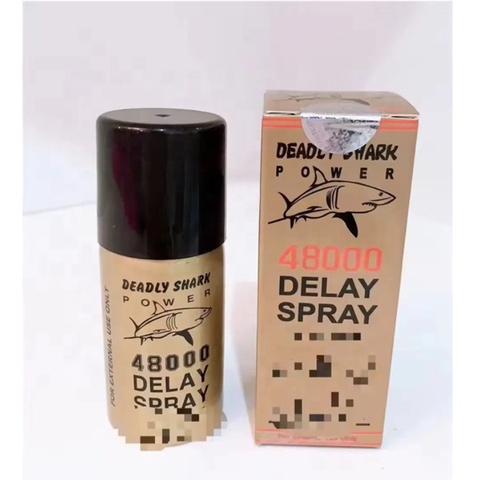 DEADLY SHARK
POWER
48000
DELAY
SPRAY
FOR EXTERNAL USE ONLY
DEADLY SHARK
POWER
48000
DELAY
SPRAY